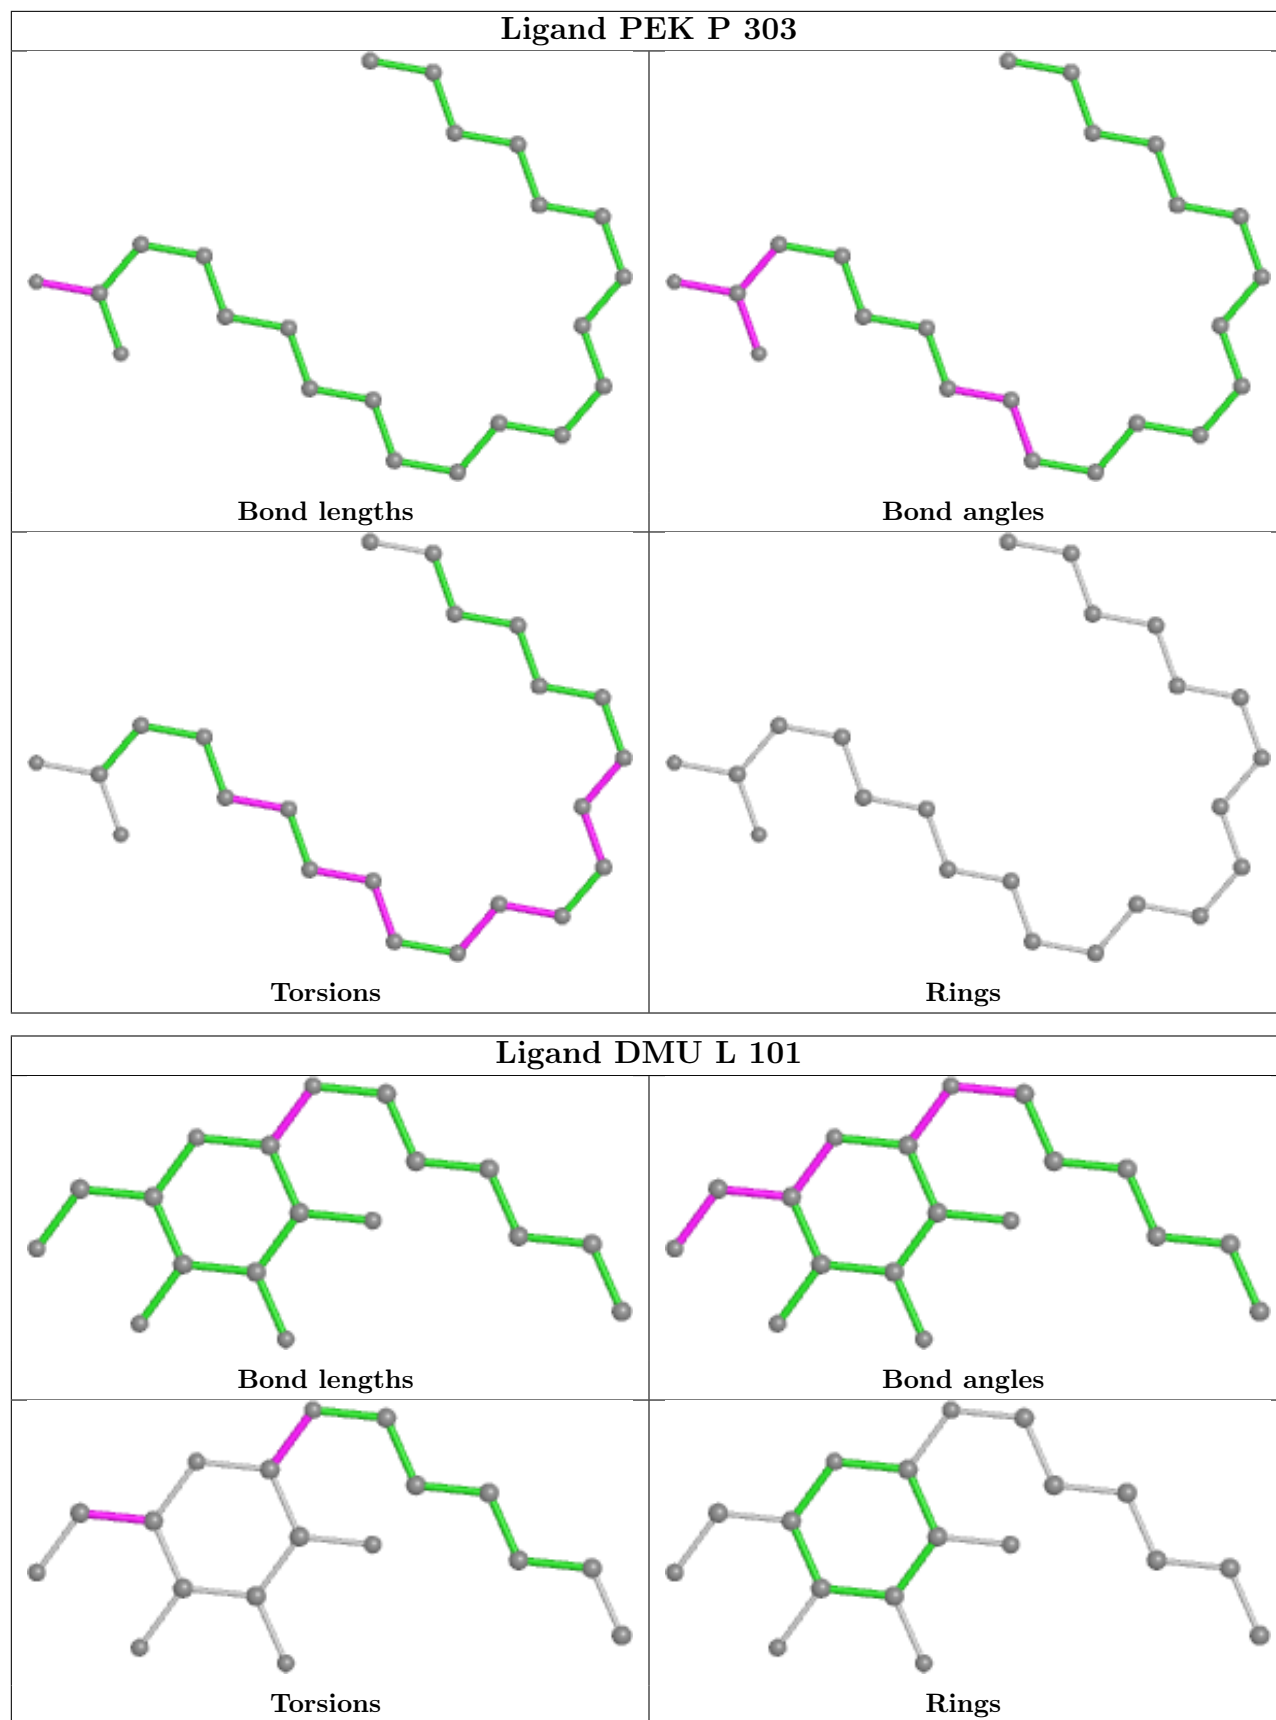 Ligand PEK P 303
Bond lengths
Bond angles
Torsions
Rings
Ligand DMU L 101
Bond lengths
Bond angles
Torsions
Rings